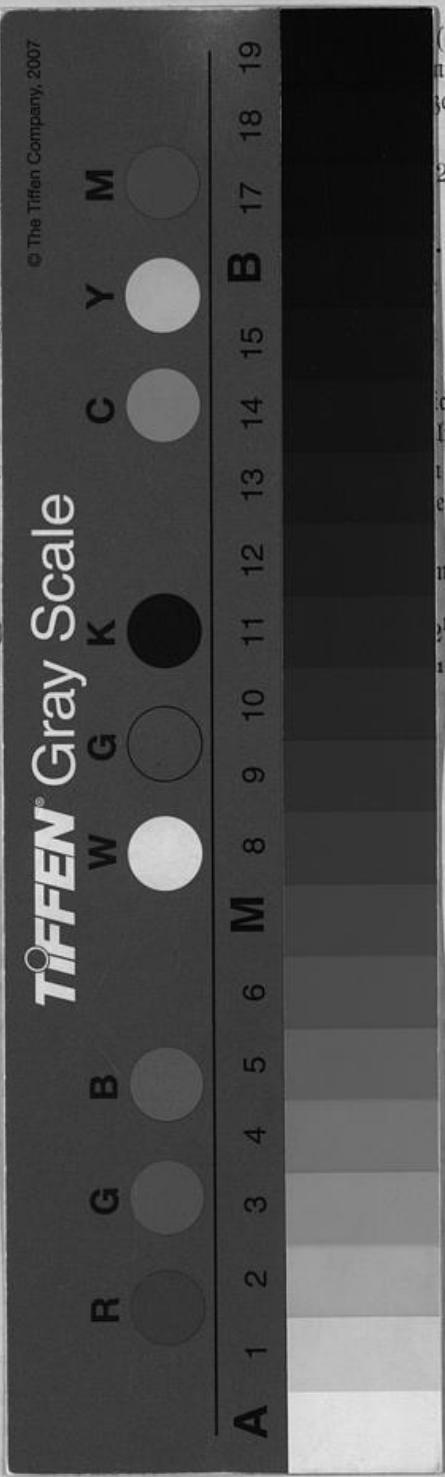 © The Tiffen Company, 2007
TIFFEN® Gray Scale
R G B W G K C Y M
A 1 2 3 4 5 6 M 8 9 10 11 12 13 14 15 B 17 18 19